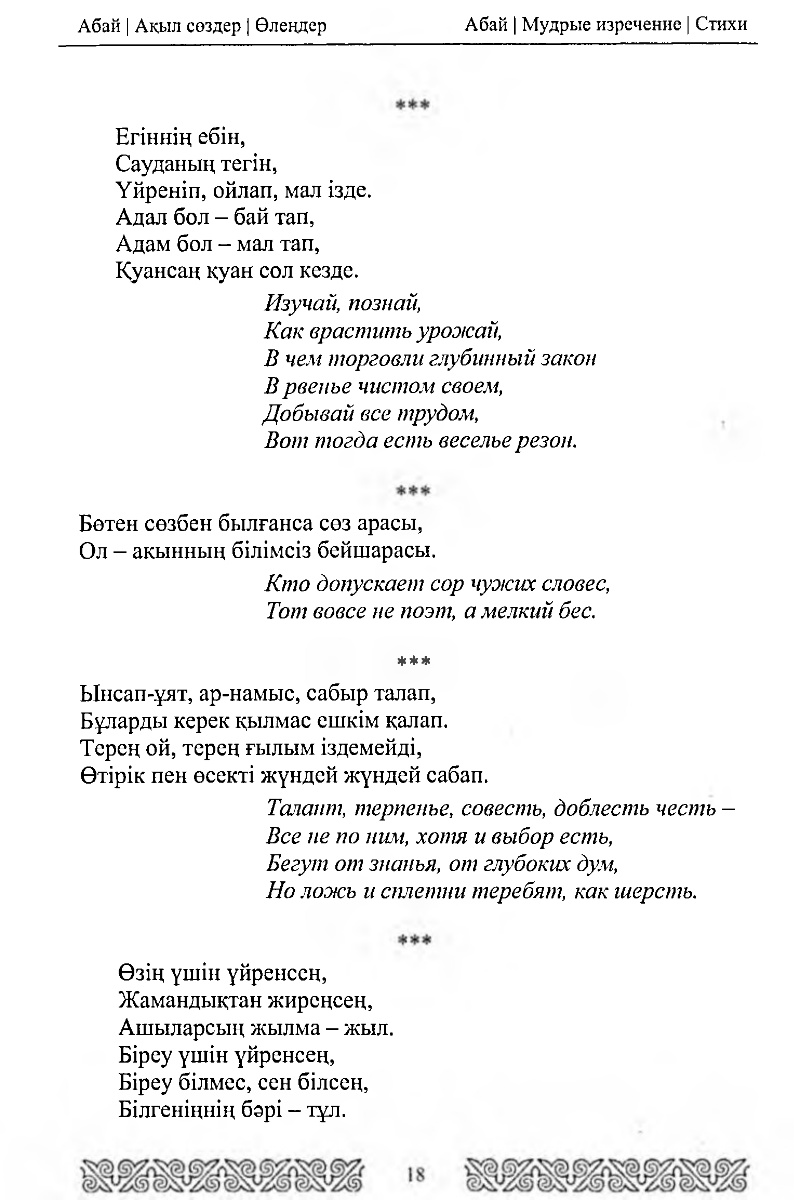 Абай | Ақыл сөздер | Өлеңдер
Абай | Мудрые изречение | Стихи
***
Егіннің ебін,
Сауданың тегін,
Үйреніп, ойлап, мал ізде.
Адал бол – бай тап,
Адам бол – мал тап,
Қуансаң қуан сол кезде.
Изучай, познай,
Как врастить урожай,
В чем торговли глубинный закон
В рвенье чистом своем,
Добывай все трудом,
Вот тогда есть веселье резон.
***
Бөтен сөзбен былғанса сөз арасы,
Ол – ақынның білімсіз бейшарасы.
Кто допускает сор чужих словес,
Тот вовсе не поэт, а мелкий бес.
***
Ынсап-ұят, ар-намыс, сабыр талап,
Бұларды керек қылмас ешкім қалап.
Терең ой, терең ғылым іздемейді,
Өтірік пен өсекті жүндей жүндей сабап.
Талант, терпенье, совесть, доблесть честь –
Все не по ним, хотя и выбор есть,
Бегут от знанья, от глубоких дум,
Но ложь и сплетни теребят, как шерсть.
***
Өзің үшін үйренсең,
Жамандықтан жиреңсең,
Ашыларсың жылма – жыл.
Біреу үшін үйренсең,
Біреу білмес, сен білсең,
Білгеніңнің бәрі – тұл.
18